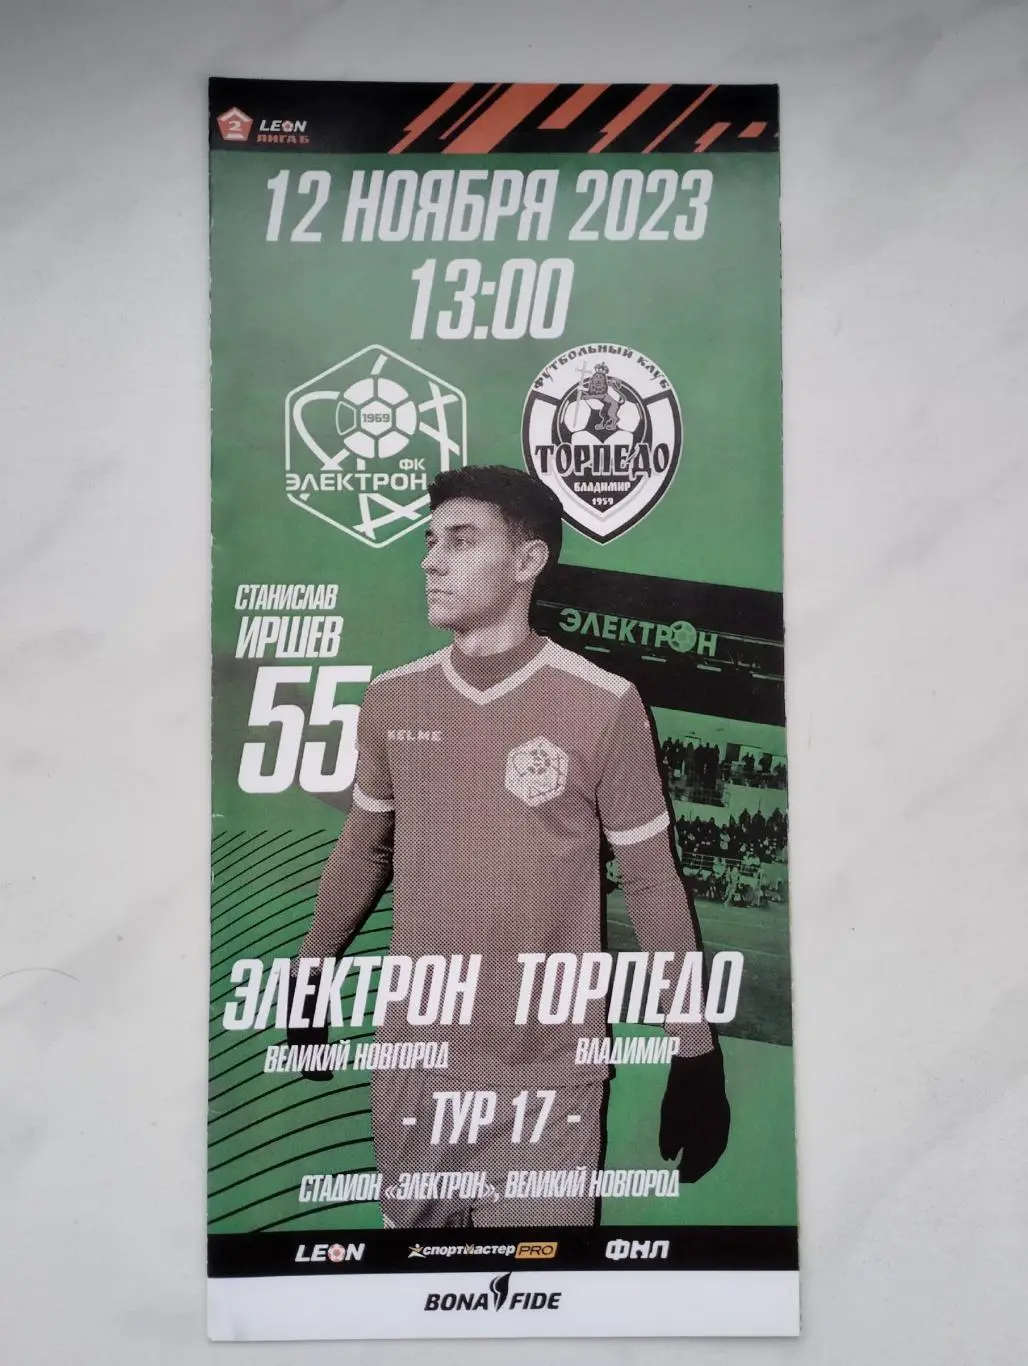 2 LEON
ЛИГА Б
12 НОЯБРЯ 2023
13:00
1969
ФК
ЭЛЕКТРОН
ФУТБОЛЬНЫЙ КЛУБ
ТОРПЕДО
ВЛАДИМИР
1959
СТАНИСЛАВ
ИРШЕВ
55
ЭЛЕКТРОН
KELME
ЭЛЕКТРОН ТОРПЕДО
ВЕЛИКИЙ НОВГОРОД ВЛАДИМИР
- ТУР 17 -
СТАДИОН «ЭЛЕКТРОН», ВЕЛИКИЙ НОВГОРОД
LEON СПОРТМАСТЕР PRO ФНЛ
BONA FIDE